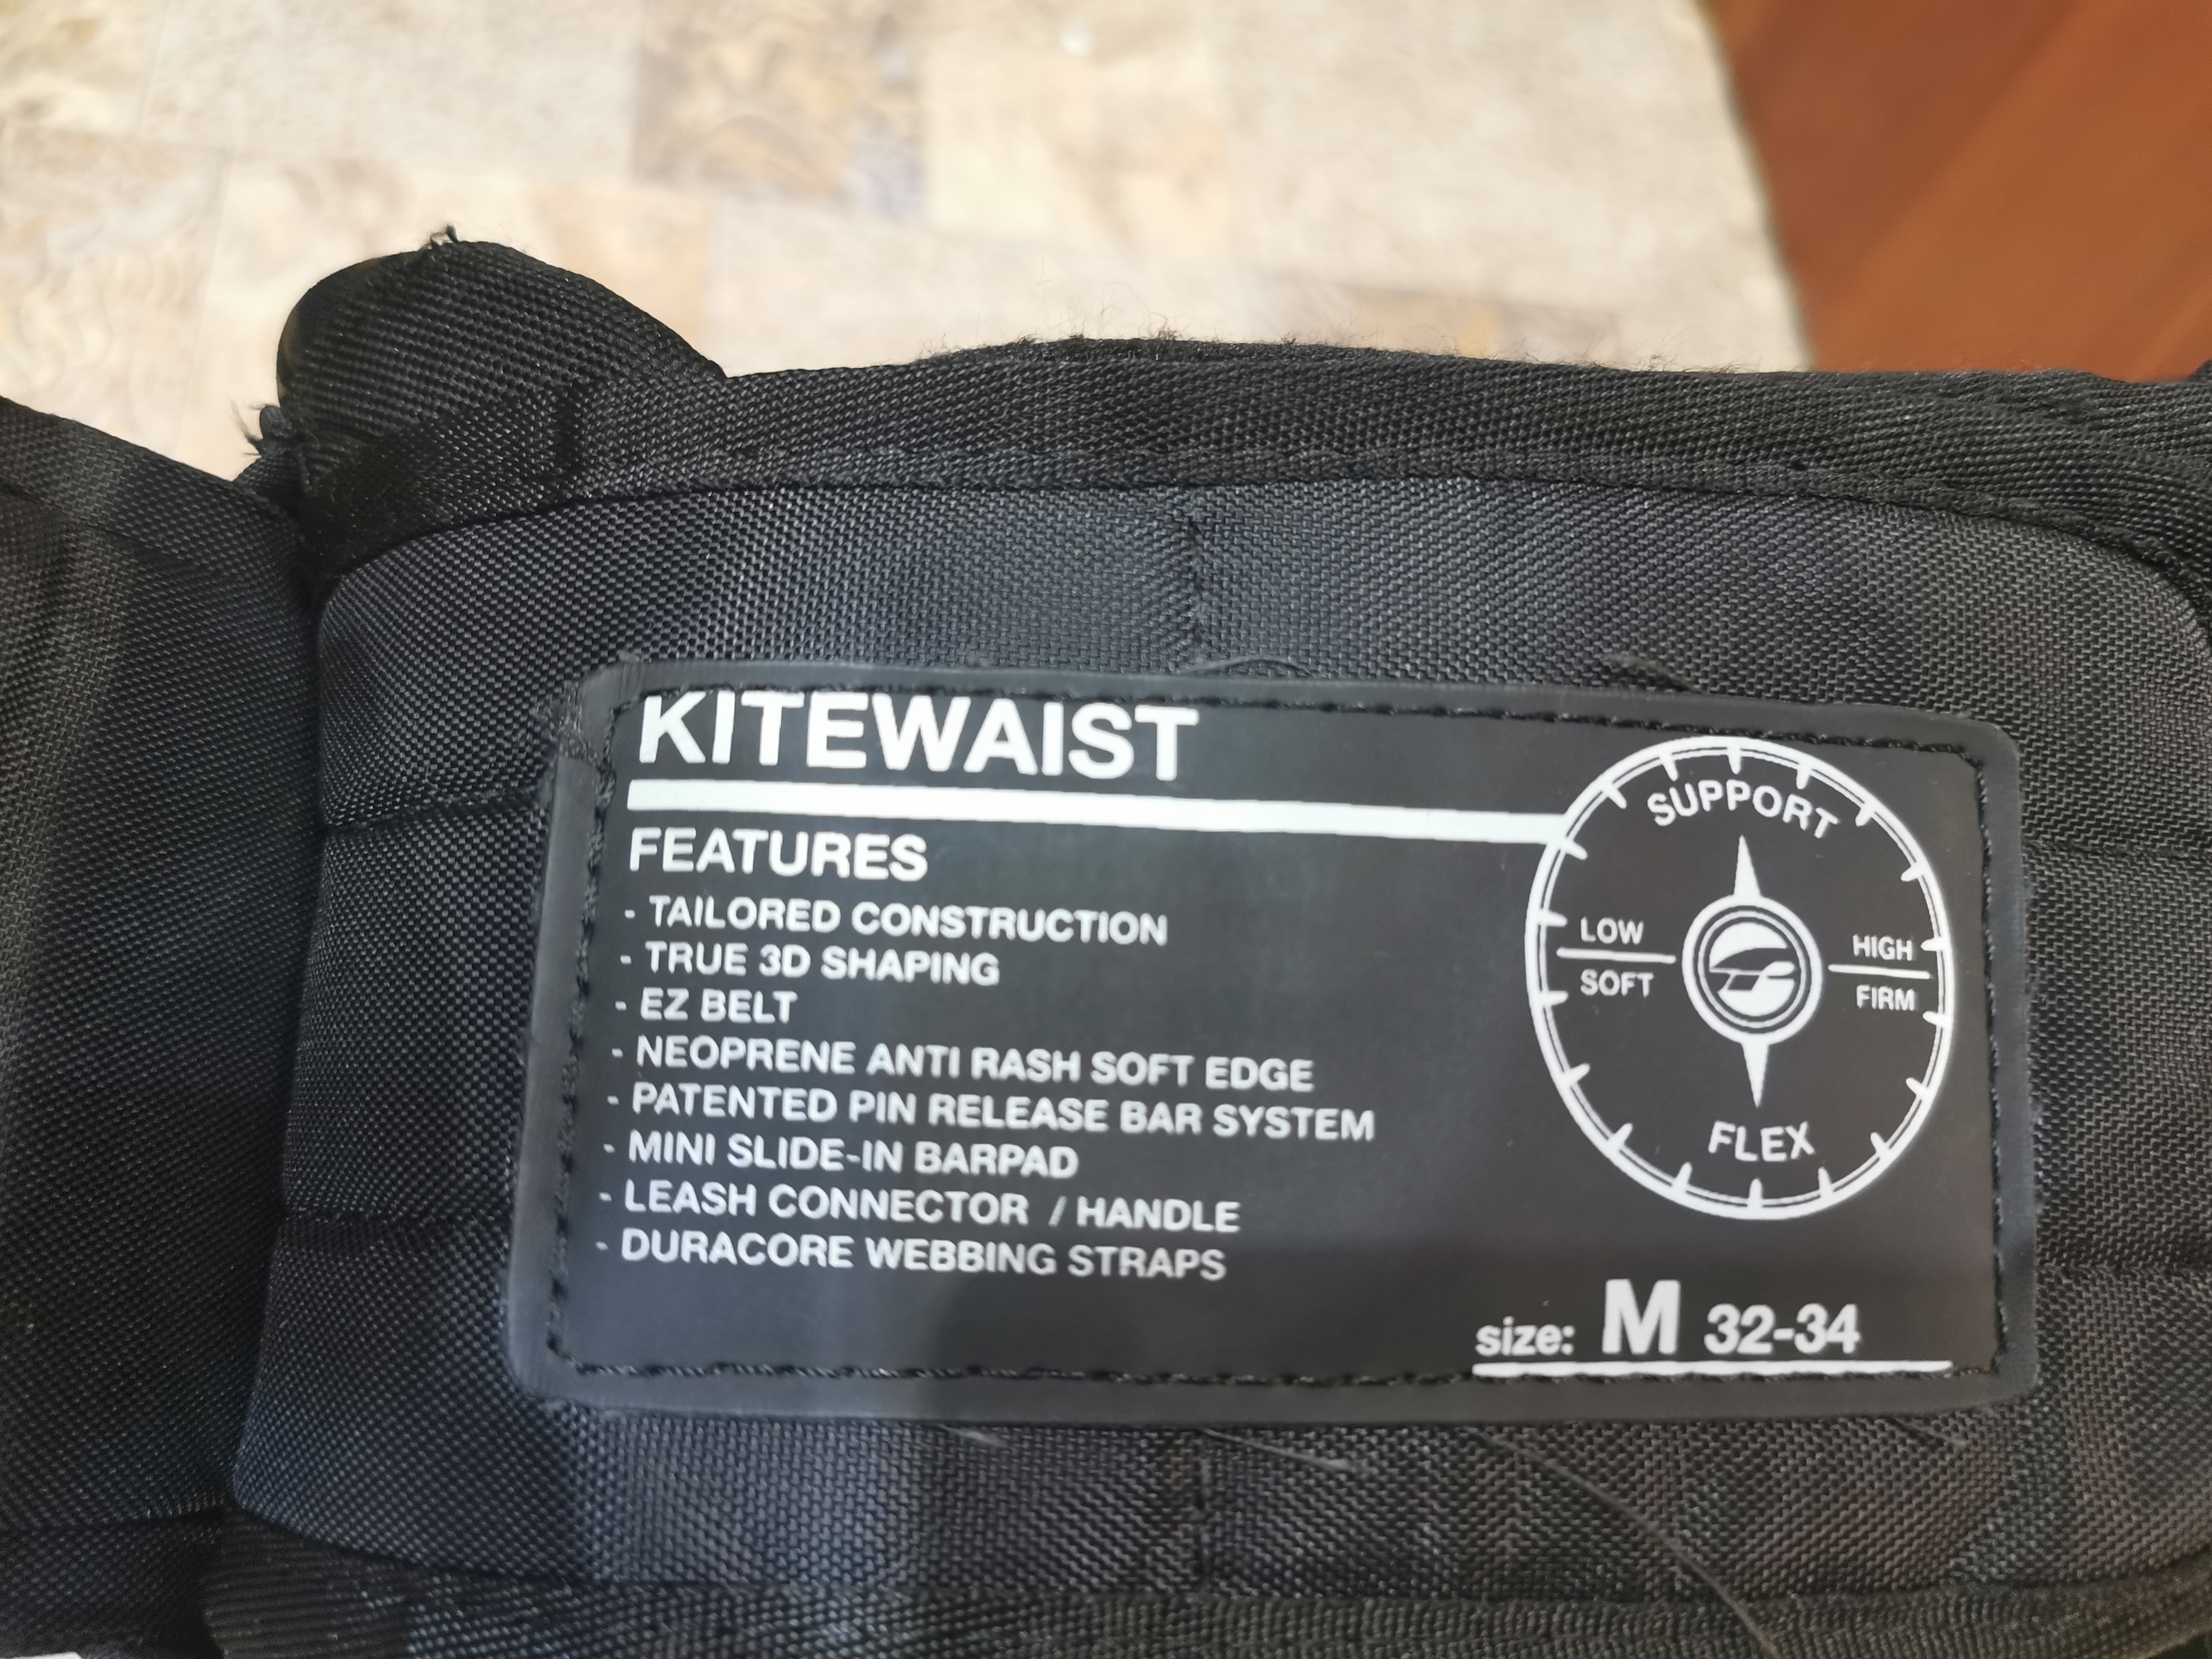 KITEWAIST
FEATURES
- TAILORED CONSTRUCTION
- TRUE 3D SHAPING
- EZ BELT
- NEOPRENE ANTI RASH SOFT EDGE
- PATENTED PIN RELEASE BAR SYSTEM
- MINI SLIDE-IN BARPAD
- LEASH CONNECTOR / HANDLE
- DURACORE WEBBING STRAPS
SUPPORT
LOW
HIGH
SOFT
FIRM
FLEX
size: M 32-34